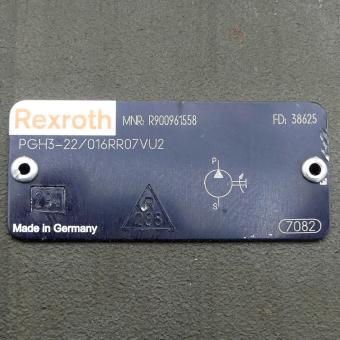 Rexroth MNR: R900961558 FD: 38625
PGH3-22/016RR07VU2
P
S
Made in Germany
7082